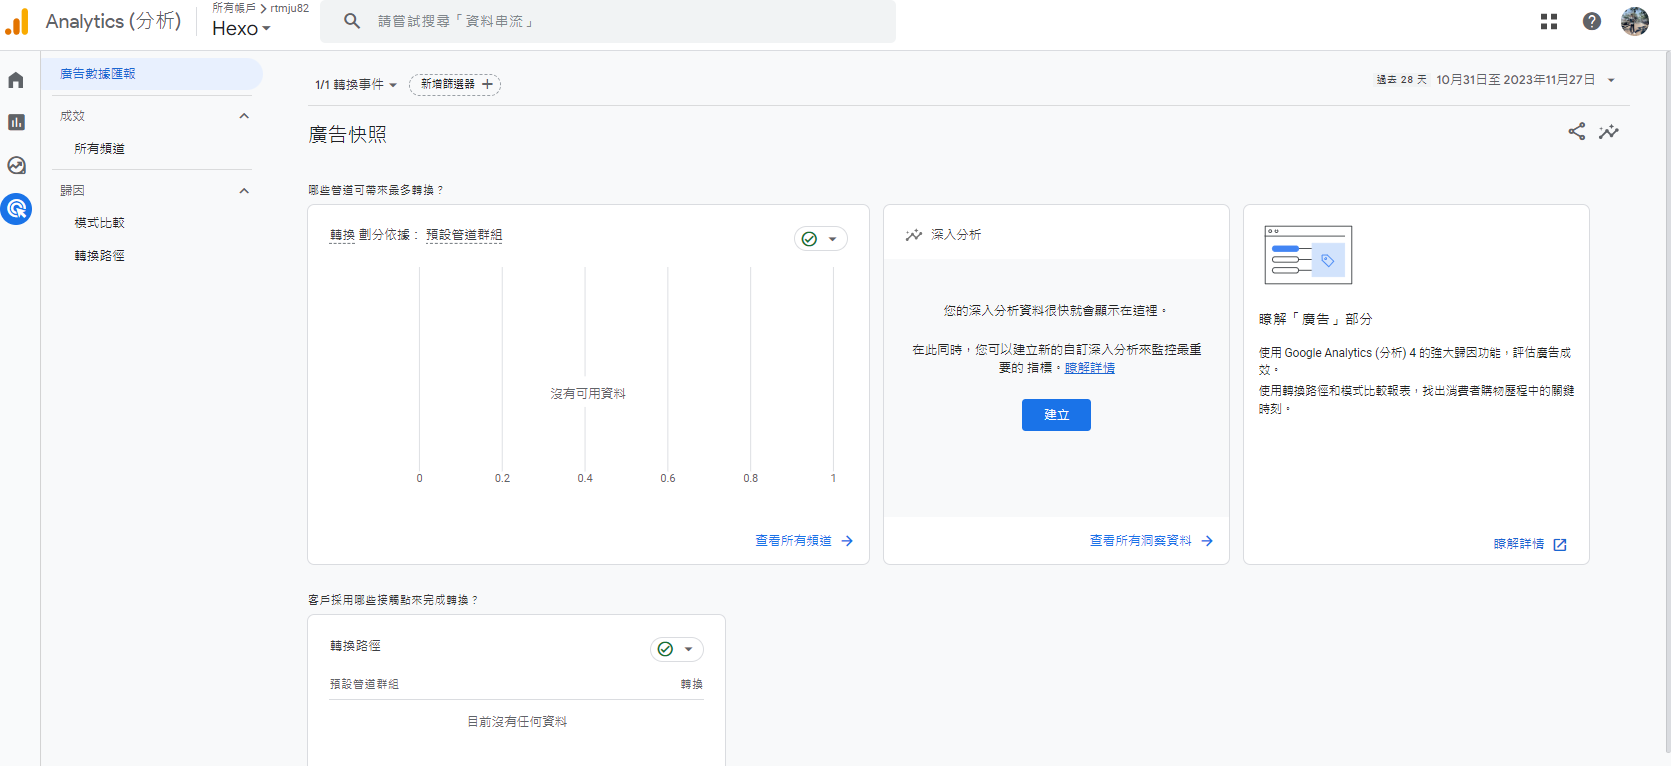 Analytics (分析)
所有帳戶 > rtmju82
Hexo
請嘗試搜尋「資料串流」
廣告數據匯報
成效
所有頻道
歸因
模式比較
轉換路徑
1/1 轉換事件
新增篩選器
過去 28 天 10月31日至 2023年11月27日
廣告快照
哪些管道可帶來最多轉換？
轉換 劃分依據： 預設管道群組
沒有可用資料
0 0.2 0.4 0.6 0.8 1
查看所有頻道
深入分析
您的深入分析資料很快就會顯示在這裡。
在此同時，您可以建立新的自訂深入分析來監控最重
要的 指標。瞭解詳情
建立
查看所有洞察資料
瞭解「廣告」部分
使用 Google Analytics (分析) 4 的強大歸因功能，評估廣告成
效。
使用轉換路徑和模式比較報表，找出消費者購物歷程中的關鍵
時刻。
瞭解詳情
客戶採用哪些接觸點來完成轉換？
轉換路徑
預設管道群組 轉換
目前沒有任何資料